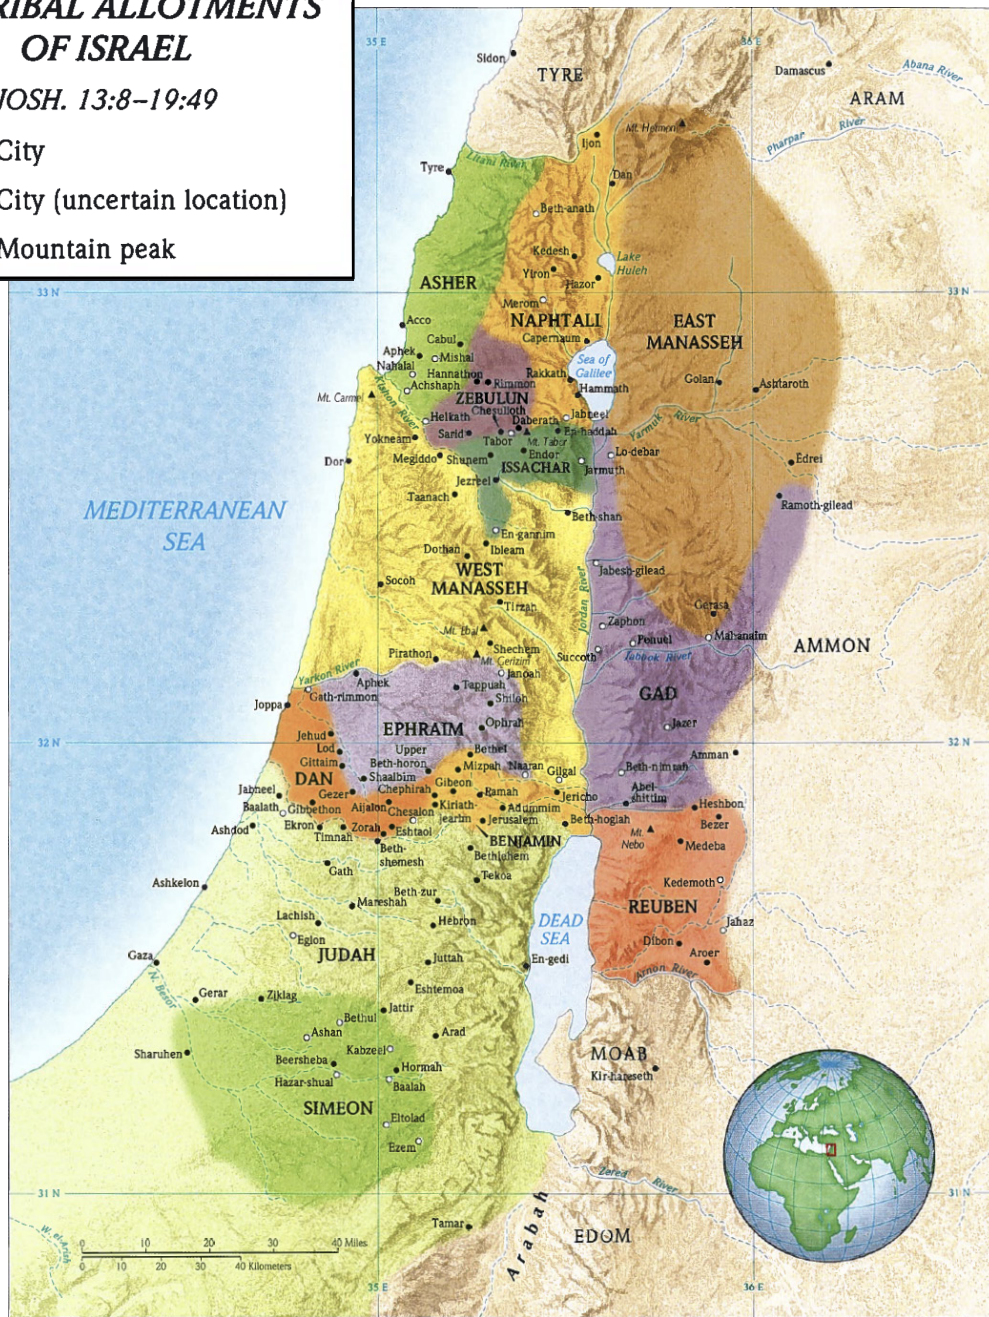 RIBAL ALLOTMENTS
OF ISRAEL
JOSH. 13:8–19:49
City
City (uncertain location)
Mountain peak
35 E
36 E
Sidon
TYRE
Damascus
Abana River
ARAM
Mt. Hermon
Pharpar River
Ijon
Litani River
Tyre
Dan
Beth-anath
Kedesh
Lake
Huleh
Yiron
Hazor
ASHER
33 N
33 N
Merom
NAPHTALI
EAST
MANASSEH
Acco
Capernaum
Cabul
Aphek
Mishal
Sea of
Galilee
Nahalal
Hannathon
Rimmon
Rakkath
Golan
Ashtaroth
Achshaph
Hammath
Mt. Carmel
Kishon River
ZEBULUN
Chesulloth
Helkath
Daberath
Jabneel
Yarmuk River
Sarid
En-haddah
Yokneam
Tabor
Mt. Tabor
Lo-debar
Megiddo
Shunem
Endor
Edrei
Dor
ISSACHAR
Jarmuth
Jezreel
Taanach
Ramoth-gilead
MEDITERRANEAN
SEA
Beth-shan
En-gannim
Dothan
Ibleam
WEST
MANASSEH
Jabesh-gilead
Socoh
Jordan River
Tirzah
Gerasa
Zaphon
Mt. Ebal
Penuel
Mahanaim
AMMON
Shechem
Pirathon
Mt. Gerizim
Succoth
Jabbok River
Yarkon River
Janoah
Aphek
Tappuah
Gath-rimmon
GAD
Joppa
Shiloh
EPHRAIM
Ophrah
Jazer
Jehud
32 N
32 N
Lod
Upper
Beth-horon
Bethel
Amman
Gittaim
Mizpah
Naaran
Gilgal
Beth-nimrah
DAN
Shaalbim
Gibeon
Jabneel
Gezer
Chephirah
Ramah
Jericho
Abel-
shittim
Baalath
Gibbethon
Aijalon
Chesalon
Kiriath-
jearim
Adummim
Heshbon
Ashdod
Ekron
Timnah
Zorah
Eshtaol
Jerusalem
Beth-hoglah
Bezer
BENJAMIN
Mt.
Nebo
Medeba
Beth-
shemesh
Bethlehem
Gath
Tekoa
Ashkelon
Kedemoth
Beth-zur
Mareshah
REUBEN
Lachish
Hebron
DEAD
SEA
Jahaz
Eglon
Dibon
JUDAH
Aroer
Gaza
Juttah
En-gedi
Arnon River
N. Besor
Eshtemoa
Gerar
Ziklag
Jattir
Bethul
Ashan
Arad
Sharuhen
Kabzeel
MOAB
Beersheba
Hormah
Kir-hareseth
Hazar-shual
Baalah
SIMEON
Eltolad
Ezem
Zered River
31 N
31 N
Tamar
Arabah
EDOM
W. el-Arish
0 10 20 30 40 Miles
0 10 20 30 40 Kilometers
35 E
36 E